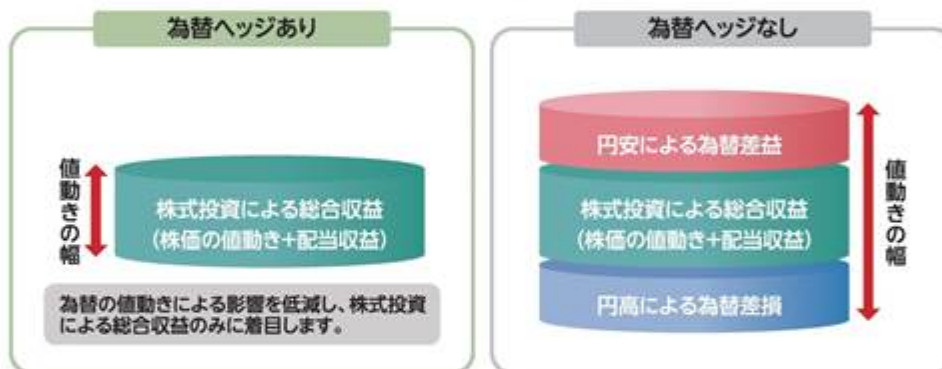 為替ヘッジあり
値動きの幅
株式投資による総合収益
(株価の値動き+配当収益)
為替の値動きによる影響を低減し、株式投資
による総合収益のみに着目します。
為替ヘッジなし
円安による為替差益
株式投資による総合収益
(株価の値動き+配当収益)
円高による為替差損
値動きの幅